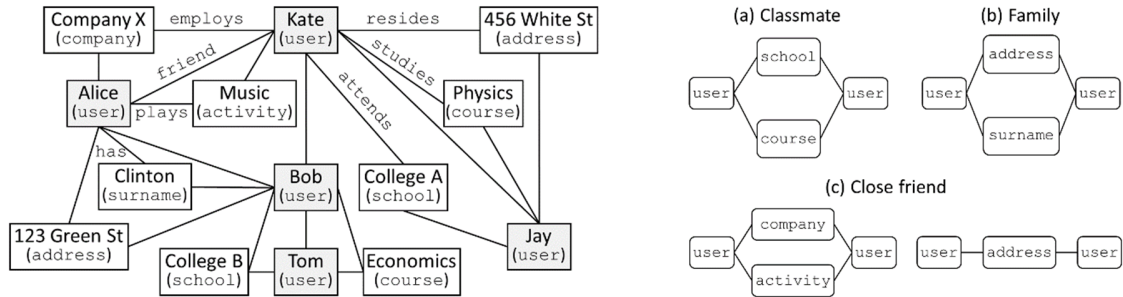 Company X
(company)
employs
Kate
(user)
resides
456 White St
(address)
friend
studies
Alice
(user)
plays
Music
(activity)
attends
Physics
(course)
has
Clinton
(surname)
Bob
(user)
College A
(school)
123 Green St
(address)
College B
(school)
Tom
(user)
Economics
(course)
Jay
(user)
(a) Classmate
school
user
user
course
(b) Family
address
user
user
surname
(c) Close friend
company
user
user
activity
user
address
user